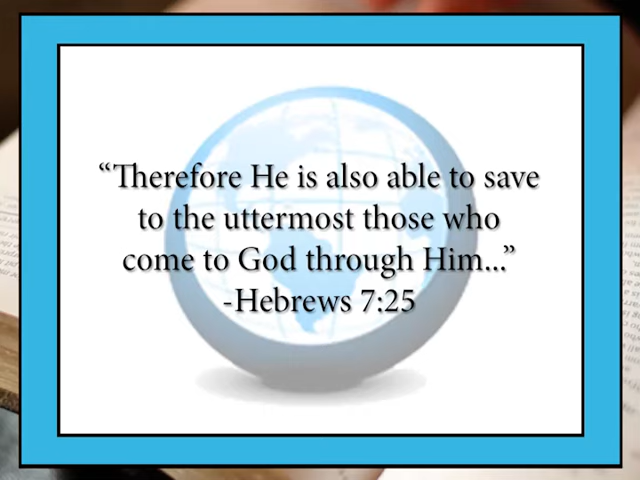 “Therefore He is also able to save
to the uttermost those who
come to God through Him...”
-Hebrews 7:25